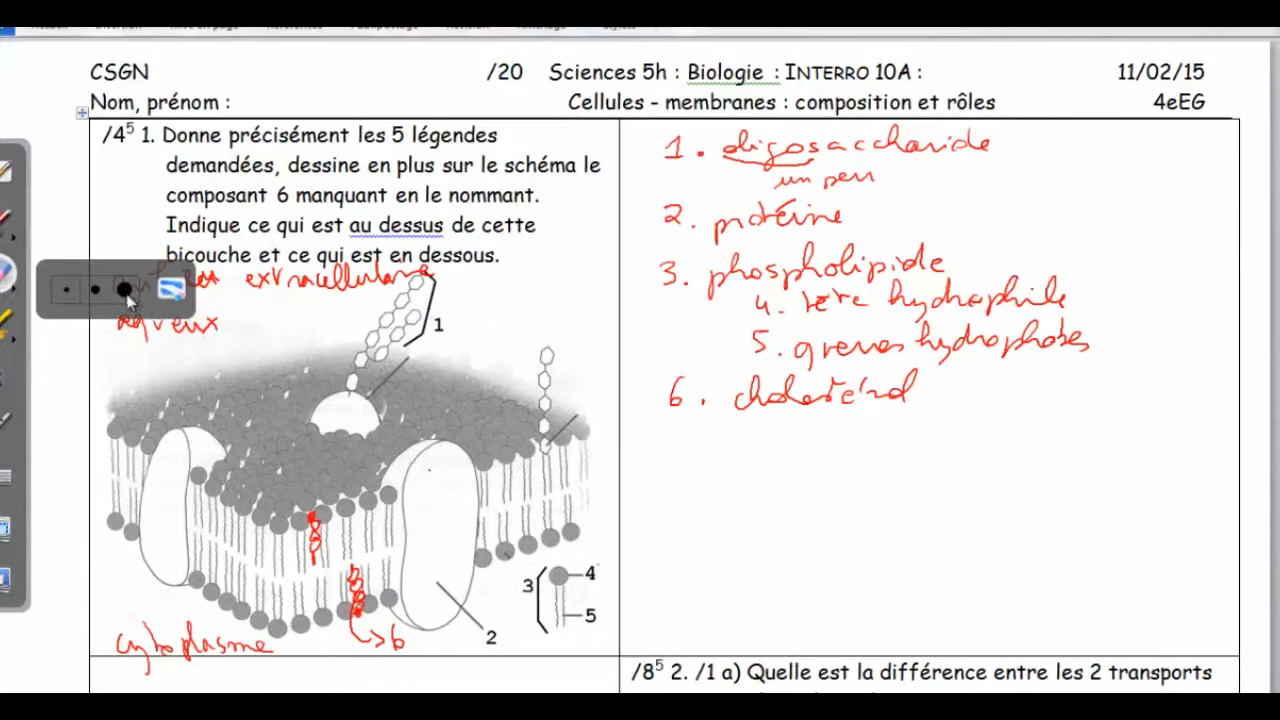 CSGN /20 Sciences 5h : Biologie : INTERRO 10A : 11/02/15
Nom, prénom : Cellules - membranes : composition et rôles 4eEG
/4⁵ 1. Donne précisément les 5 légendes
demandées, dessine en plus sur le schéma le
composant 6 manquant en le nommant.
Indique ce qui est au dessus de cette
bicouche et ce qui est en dessous.
extracellulaire
aqueux
1
2
3
4
5
6
cytoplasme
1. oligosaccharide
un peu
2. protéine
3. phospholipide
4. tête hydrophile
5. hydrophobes
6. cholestérol
/8⁵ 2. /1 a) Quelle est la différence entre les 2 transports